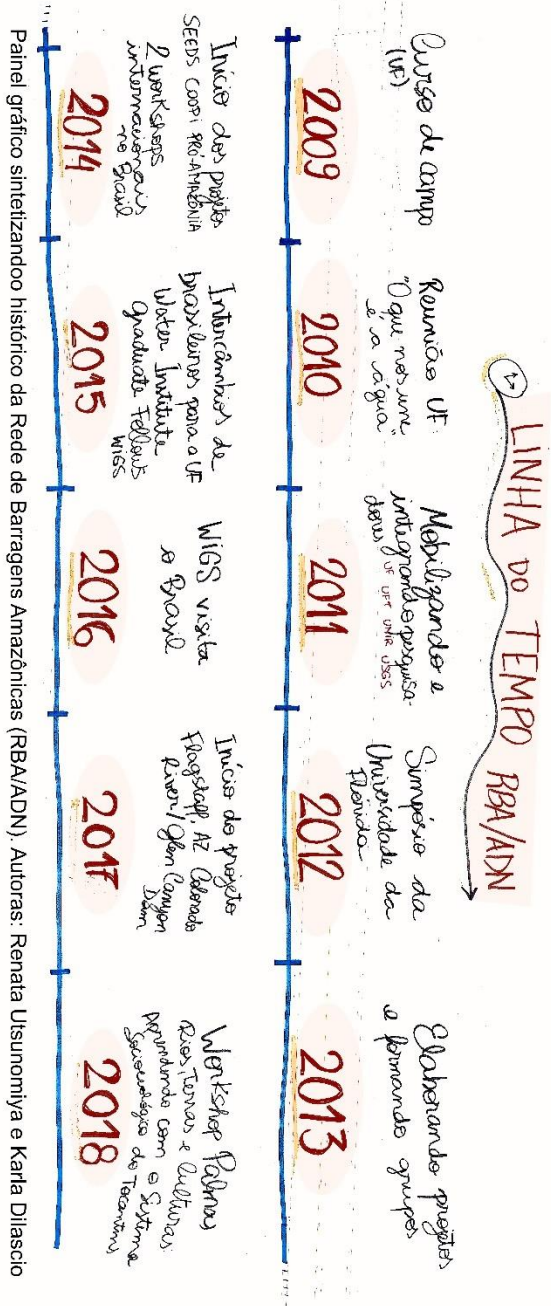 LINHA DO TEMPO RBA/ADN
Curso de campo
(UF)
2009
Reunião UF:
"O que nos une
é a água"
2010
Mobilizando e
integrando pesquisa-
dores UF UFT UNIR USGS
2011
Simpósio da
Universidade da
Flórida
2012
Elaborando projetos
e formando grupos
2013
Início dos projetos
SEEDS COOPI PRÓ-AMAZÔNIA
2 workshops
internacionais
no Brasil
2014
Intercâmbios de
brasileiros para o UF
Water Institute
Graduate Fellows
WIGS
2015
WIGS visita
o Brasil
2016
Início do projeto
Flagstaff, AZ Colorado
River/Glen Canyon
Dam
2017
Workshop Palmas
Rios, Terras e Culturas:
Aprendendo com o Sistema
Socioecológico do Tocantins
2018
Painel gráfico sintetizandoo histórico da Rede de Barragens Amazônicas (RBA/ADN). Autoras: Renata Utsunomiya e Karla Dilascio